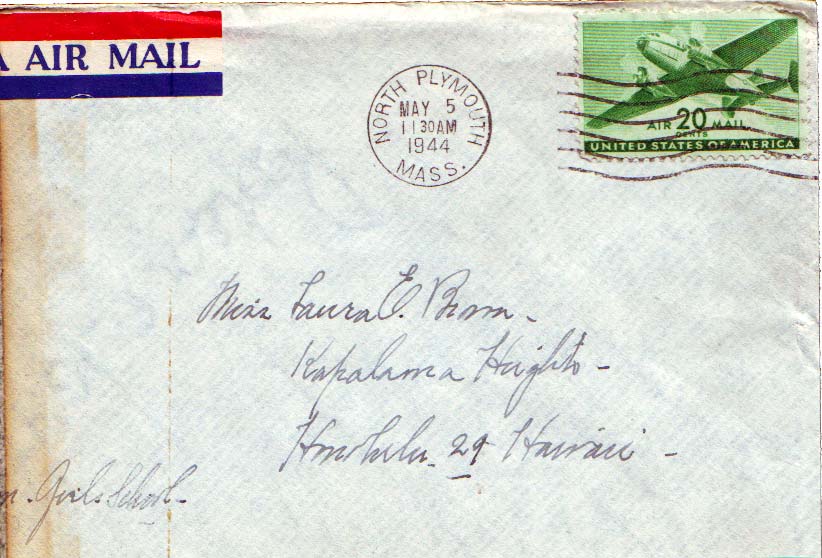 A AIR MAIL
NORTH PLYMOUTH
MAY 5
11 30 AM
1944
MASS.
AIR 20 MAIL
CENTS
UNITED STATES OF AMERICA
Miss Laura E.
Kapalama Heights -
Honolulu - 29 Hawaii -
Girls School -